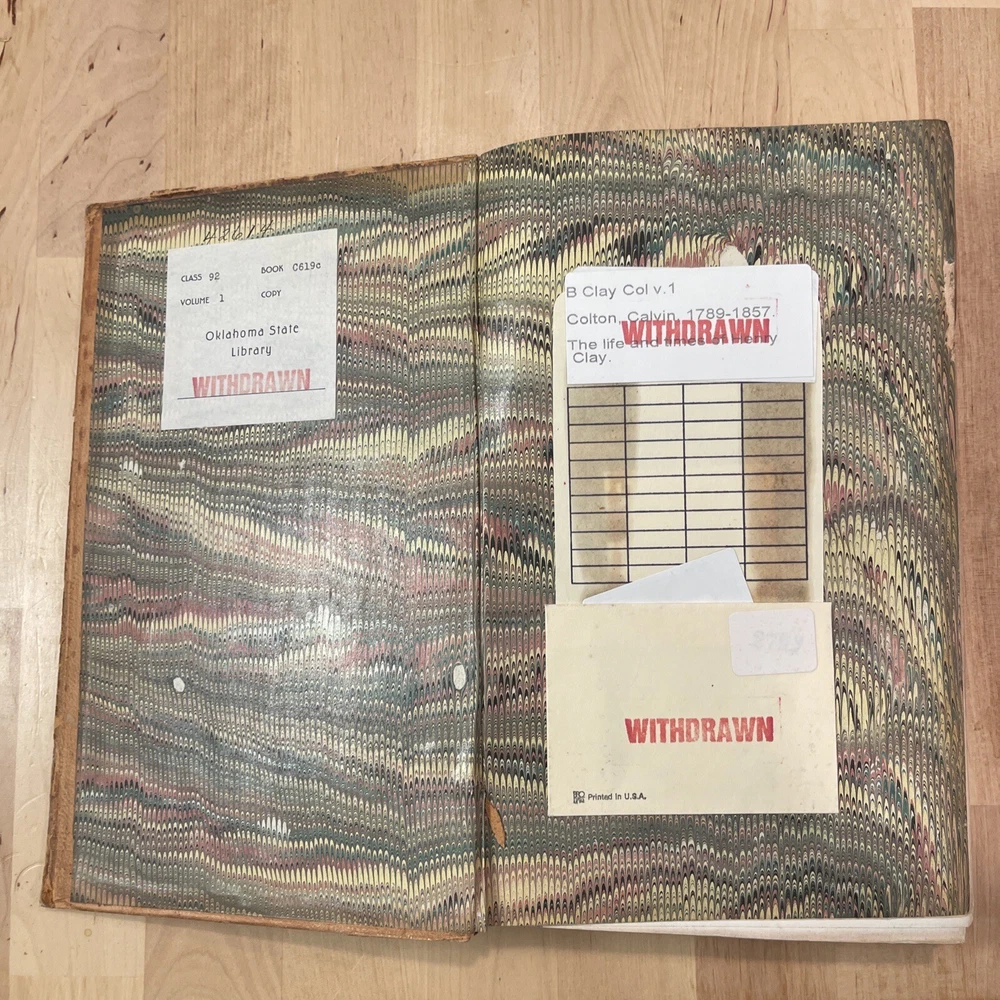 CLASS 92 BOOK C619c
VOLUME 1 COPY
Oklahoma State
Library
WITHDRAWN
B Clay Col v.1
Colton, Calvin, 1789-1857.
WITHDRAWN
The life and times of Henry
Clay.
WITHDRAWN
Printed in U.S.A.